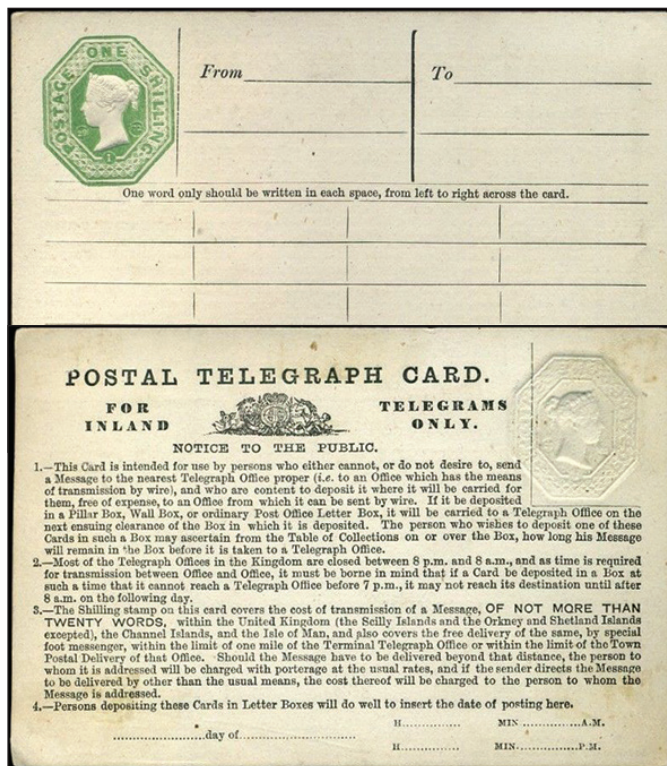 POSTAGE ONE SHILLING
From
To
One word only should be written in each space, from left to right across the card.
POSTAL TELEGRAPH CARD.
FOR
INLAND
TELEGRAMS
ONLY.
NOTICE TO THE PUBLIC.
1.—This Card is intended for use by persons who either cannot, or do not desire to, send
a Message to the nearest Telegraph Office proper (i.e. to an Office which has the means
of transmission by wire), and who are content to deposit it where it will be carried for
them, free of expense, to an Office from which it can be sent by wire. If it be deposited
in a Pillar Box, Wall Box, or ordinary Post Office Letter Box, it will be carried to a Telegraph Office on the
next ensuing clearance of the Box in which it is deposited. The person who wishes to deposit one of these
Cards in such a Box may ascertain from the Table of Collections on or over the Box, how long his Message
will remain in the Box before it is taken to a Telegraph Office.
2.—Most of the Telegraph Offices in the Kingdom are closed between 8 p.m. and 8 a.m., and as time is required
for transmission between Office and Office, it must be borne in mind that if a Card be deposited in a Box at
such a time that it cannot reach a Telegraph Office before 7 p.m., it may not reach its destination until after
8 a.m. on the following day.
3.—The Shilling stamp on this card covers the cost of transmission of a Message, OF NOT MORE THAN
TWENTY WORDS, within the United Kingdom (the Scilly Islands and the Orkney and Shetland Islands
excepted), the Channel Islands, and the Isle of Man, and also covers the free delivery of the same, by special
foot messenger, within the limit of one mile of the Terminal Telegraph Office or within the limit of the Town
Postal Delivery of that Office. Should the Message have to be delivered beyond that distance, the person to
whom it is addressed will be charged with porterage at the usual rates, and if the sender directs the Message
to be delivered by other than the usual means, the cost thereof will be charged to the person to whom the
Message is addressed.
4.—Persons depositing these Cards in Letter Boxes will do well to insert the date of posting here.
H.............. MIN ..............A.M.
......................day of..........................
H.............. MIN...............P.M.